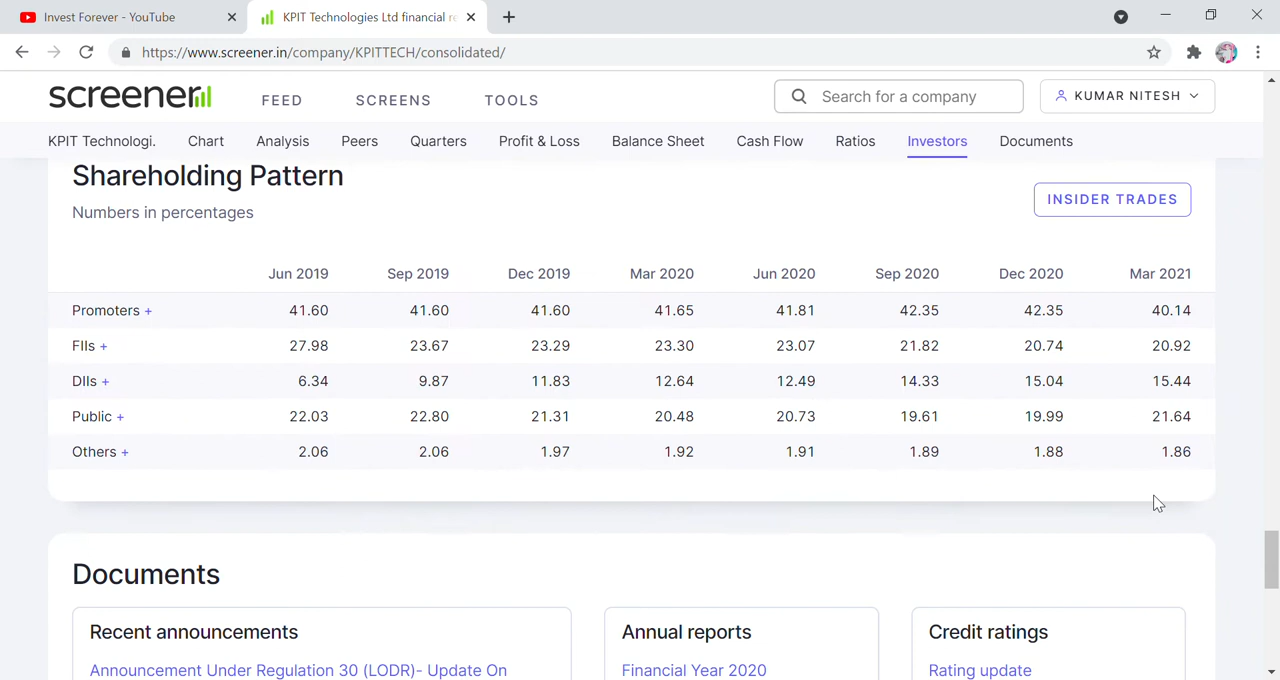 Invest Forever - YouTube
KPIT Technologies Ltd financial re
https://www.screener.in/company/KPITTECH/consolidated/
screener
FEED SCREENS TOOLS
Search for a company
KUMAR NITESH
KPIT Technologi. Chart Analysis Peers Quarters Profit & Loss Balance Sheet Cash Flow Ratios Investors Documents
Shareholding Pattern
Numbers in percentages
INSIDER TRADES
Jun 2019 Sep 2019 Dec 2019 Mar 2020 Jun 2020 Sep 2020 Dec 2020 Mar 2021
Promoters + 41.60 41.60 41.60 41.65 41.81 42.35 42.35 40.14
FIIs + 27.98 23.67 23.29 23.30 23.07 21.82 20.74 20.92
DIIs + 6.34 9.87 11.83 12.64 12.49 14.33 15.04 15.44
Public + 22.03 22.80 21.31 20.48 20.73 19.61 19.99 21.64
Others + 2.06 2.06 1.97 1.92 1.91 1.89 1.88 1.86
Documents
Recent announcements
Announcement Under Regulation 30 (LODR)- Update On
Annual reports
Financial Year 2020
Credit ratings
Rating update